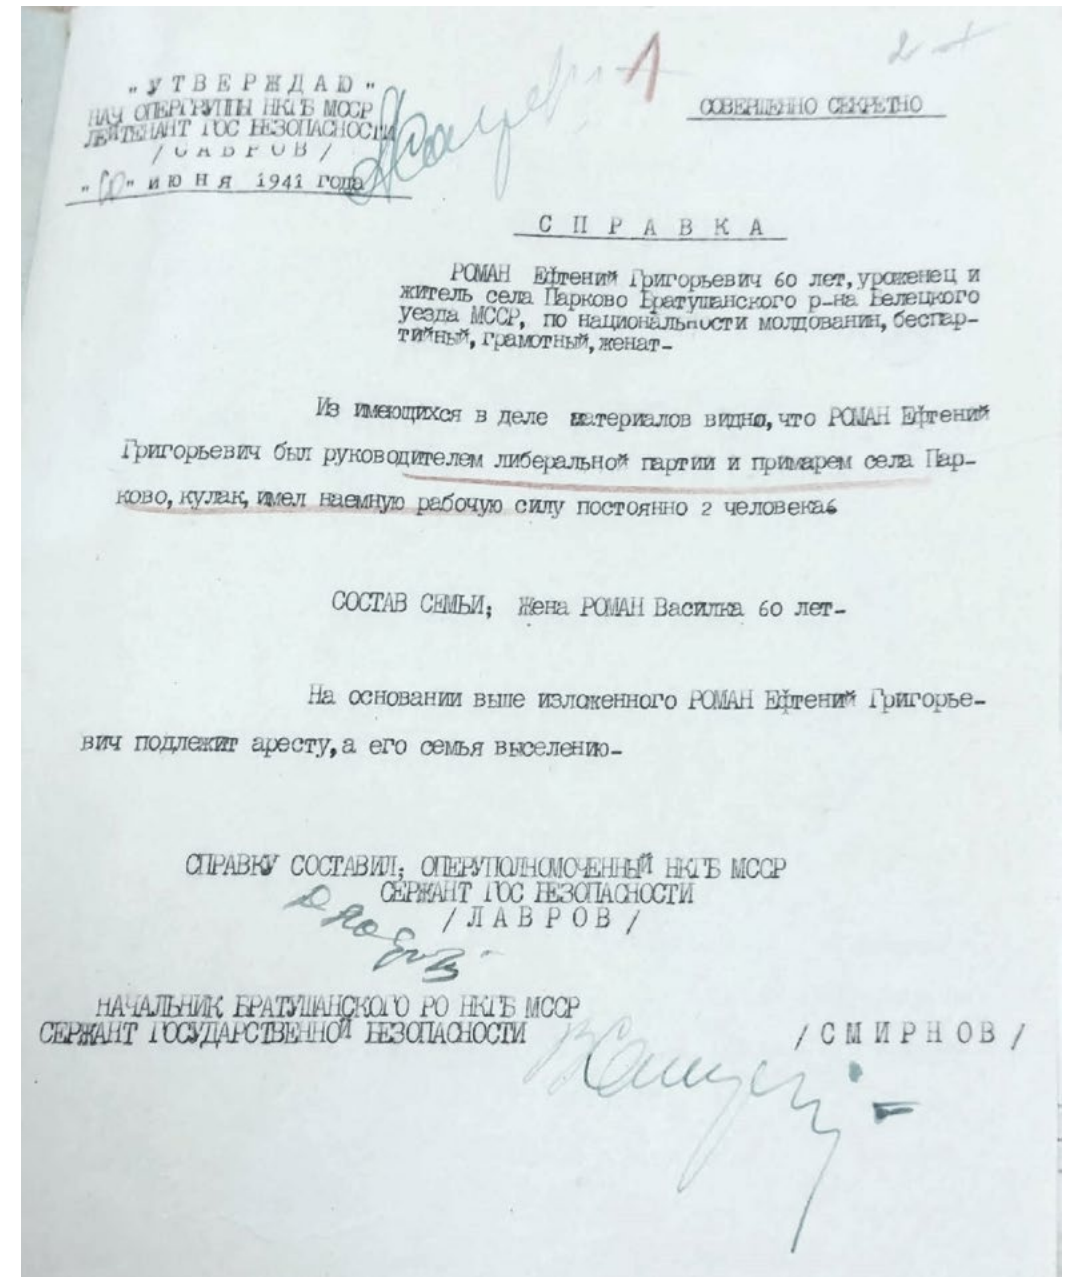 "УТВЕРЖДАЮ"
НАЧ ОПЕРГРУППЫ НКГБ МССР
ЛЕЙТЕНАНТ ГОС БЕЗОПАСНОСТИ
" " ИЮНЯ 1941 года
1
СОВЕРШЕННО СЕКРЕТНО
СПРАВКА
РОМАН Ефтений Григорьевич 60 лет, уроженец и
житель села Парково Братушанского р-на Белецкого
уезда МССР, по национальности молдованин, беспар-
тийный, грамотный, женат-
Из имеющихся в деле материалов видно, что РОМАН Ефтений
Григорьевич был руководителем либеральной партии и примарем села Пар-
ково, кулак, имел наемную рабочую силу постоянно 2 человека
СОСТАВ СЕМЬИ; Жена РОМАН Василка 60 лет-
На основании выше изложенного РОМАН Ефтений Григорье-
вич подлежит аресту, а его семья выселению-
СПРАВКУ СОСТАВИЛ; ОПЕРУПОЛНОМОЧЕННЫЙ НКГБ МССР
СЕРЖАНТ ГОС БЕЗОПАСНОСТИ
/ЛАВРОВ/
НАЧАЛЬНИК БРАТУШАНСКОГО РО НКГБ МССР
СЕРЖАНТ ГОСУДАРСТВЕННОЙ БЕЗОПАСНОСТИ /СМИРНОВ/